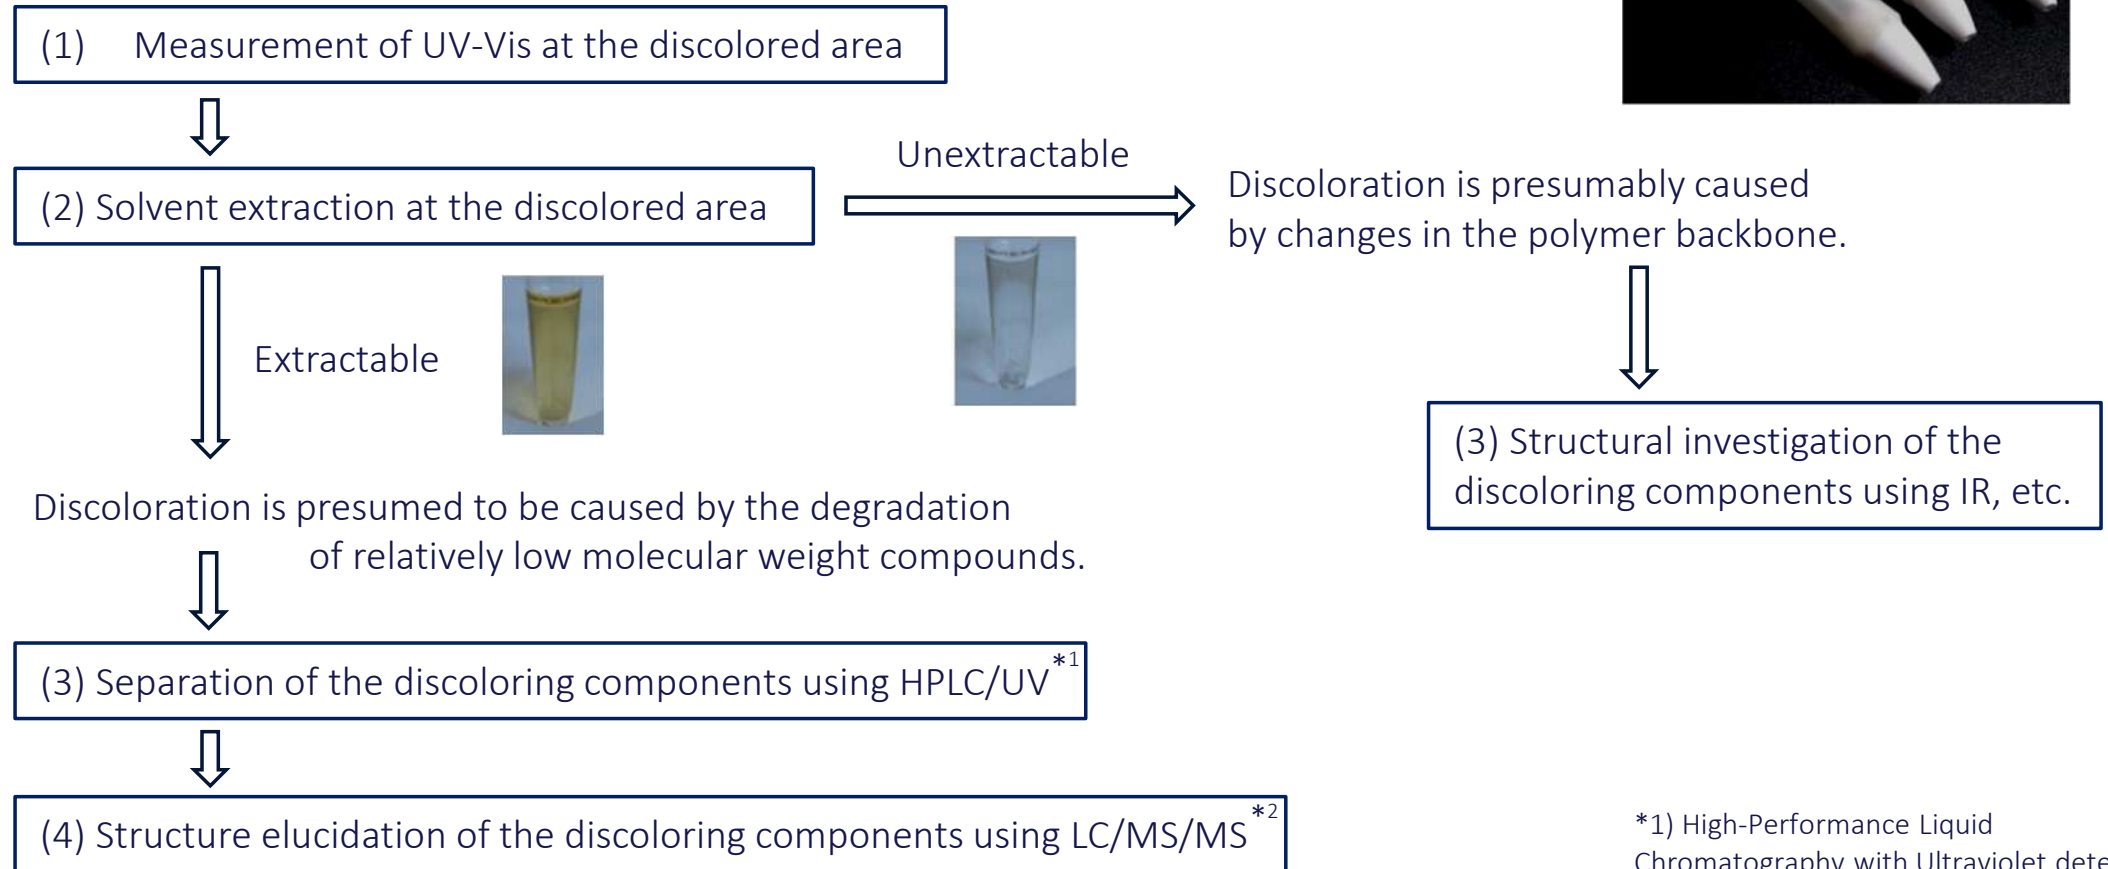 (1) Measurement of UV-Vis at the discolored area
(2) Solvent extraction at the discolored area
Unextractable
Discoloration is presumably caused
by changes in the polymer backbone.
Extractable
(3) Structural investigation of the
discoloring components using IR, etc.
Discoloration is presumed to be caused by the degradation
of relatively low molecular weight compounds.
(3) Separation of the discoloring components using HPLC/UV*1
(4) Structure elucidation of the discoloring components using LC/MS/MS*2
*1) High-Performance Liquid
Chromatography with Ultraviolet